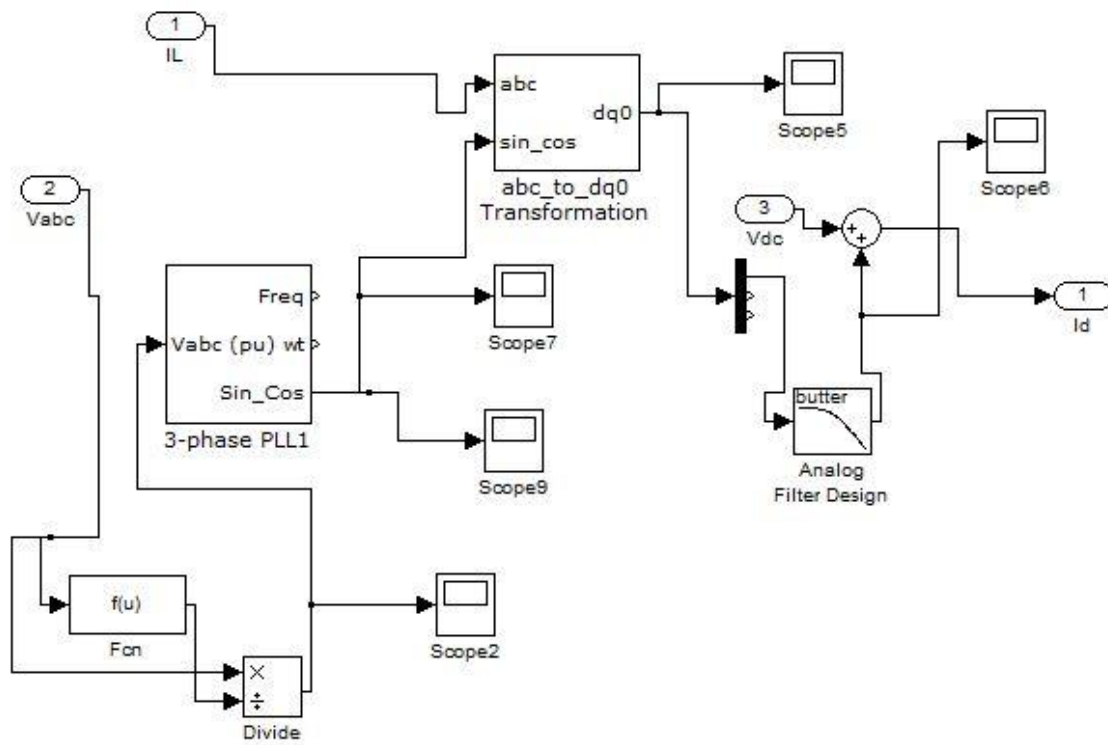 1
IL
abc
dq0
sin_cos
abc_to_dq0
Transformation
Scope5
Scope6
2
Vabc
3
Vdc
+
+
Freq
Vabc (pu) wt
Sin_Cos
3-phase PLL1
Scope7
1
Id
butter
Analog
Filter Design
Scope9
f(u)
Fcn
Scope2
×
÷
Divide